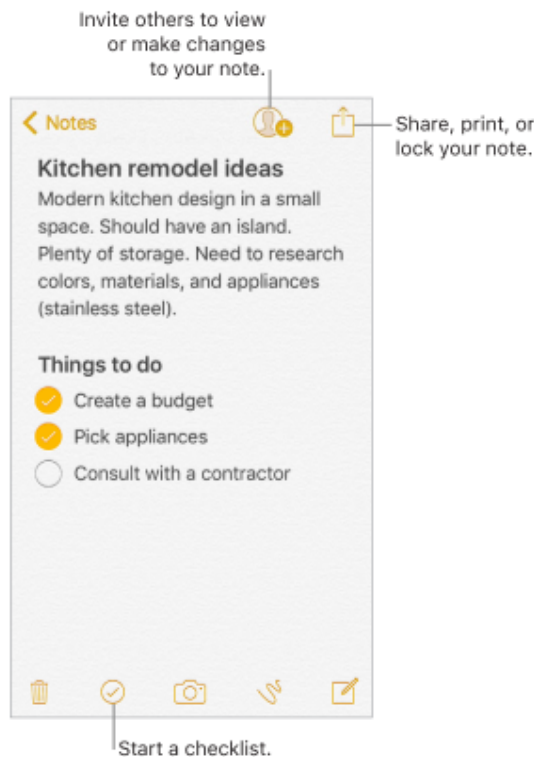 Invite others to view
or make changes
to your note.
Notes
Share, print, or
lock your note.
Kitchen remodel ideas
Modern kitchen design in a small
space. Should have an island.
Plenty of storage. Need to research
colors, materials, and appliances
(stainless steel).
Things to do
Create a budget
Pick appliances
Consult with a contractor
Start a checklist.